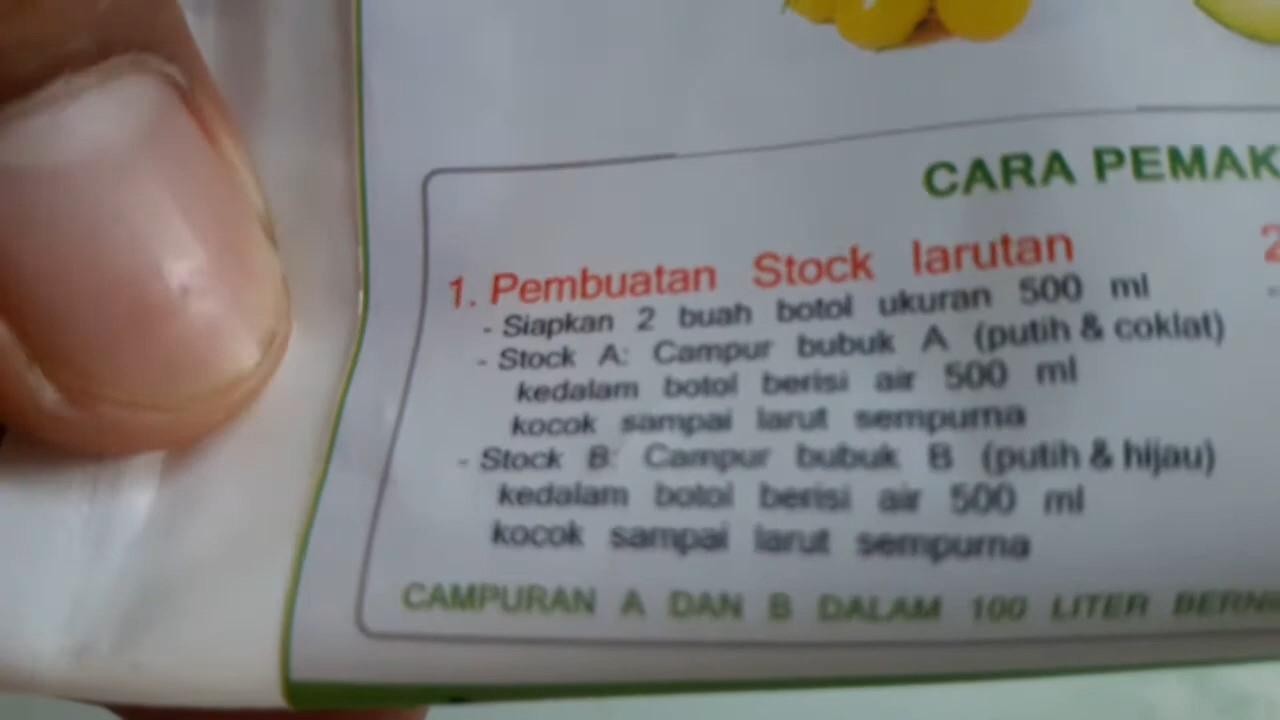 CARA PEMAK
1. Pembuatan Stock larutan
- Siapkan 2 buah botol ukuran 500 ml
- Stock A: Campur bubuk A (putih & coklat)
kedalam botol berisi air 500 ml
kocok sampai larut sempurna
- Stock B: Campur bubuk B (putih & hijau)
kedalam botol berisi air 500 ml
kocok sampai larut sempurna
CAMPURAN A DAN B DALAM 100 LITER
2
-